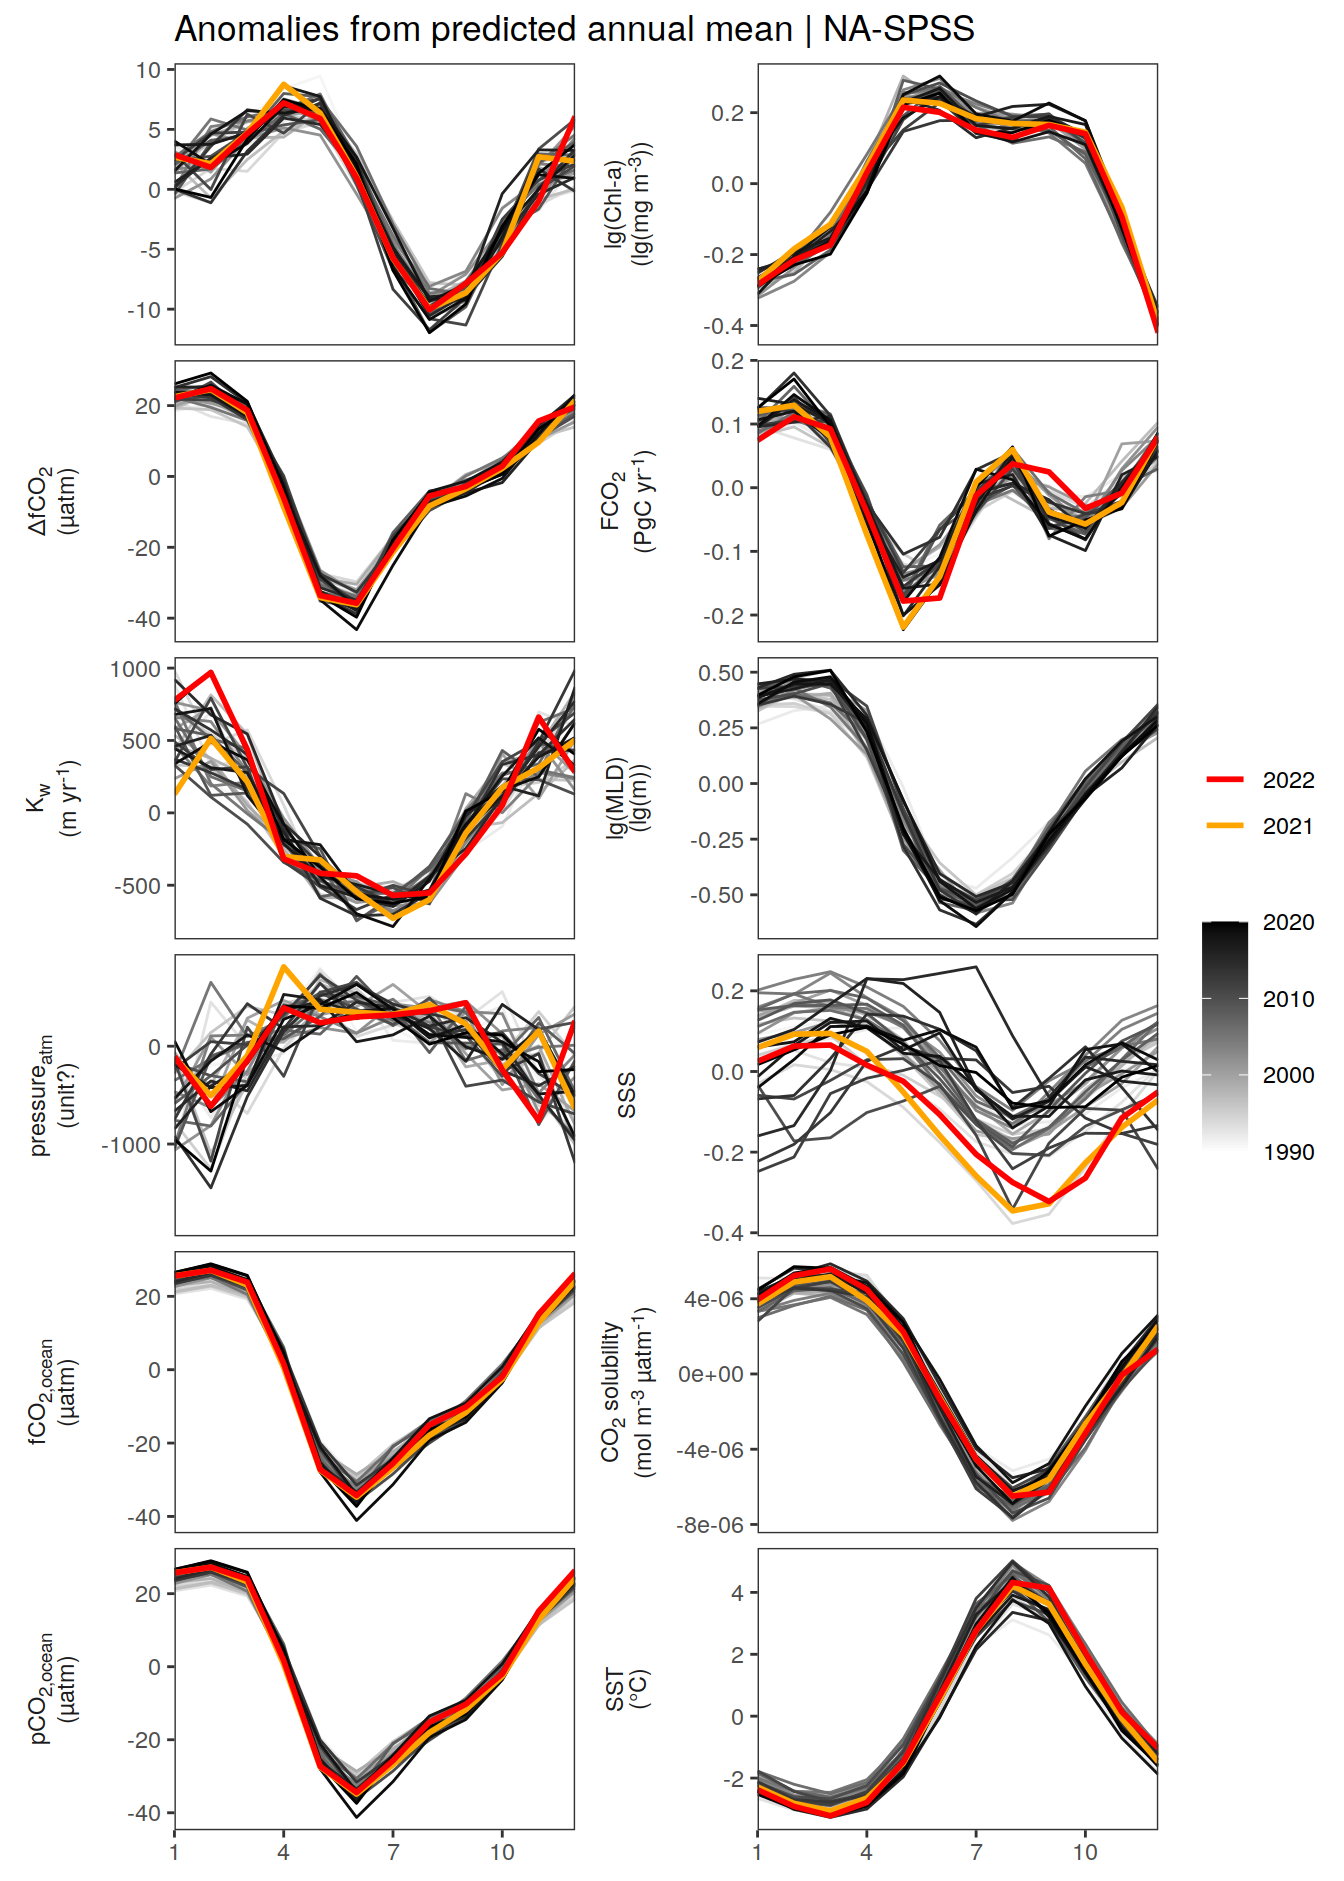 Anomalies from predicted annual mean | NA-SPSS
10
5
0
-5
-10
lg(Chl-a)
(lg(mg m-3))
0.2
0.0
-0.2
-0.4
ΔfCO2
(µatm)
20
0
-20
-40
FCO2
(PgC yr-1)
0.2
0.1
0.0
-0.1
-0.2
Kw
(m yr-1)
1000
500
0
-500
lg(MLD)
(lg(m))
0.50
0.25
0.00
-0.25
-0.50
pressureatm
(unit?)
0
-1000
SSS
0.2
0.0
-0.2
-0.4
fCO2,ocean
(µatm)
20
0
-20
-40
CO2 solubility
(mol m-3 µatm-1)
4e-06
0e+00
-4e-06
-8e-06
pCO2,ocean
(µatm)
20
0
-20
-40
SST
(°C)
4
2
0
-2
1 4 7 10
1 4 7 10
2022
2021
2020
2010
2000
1990